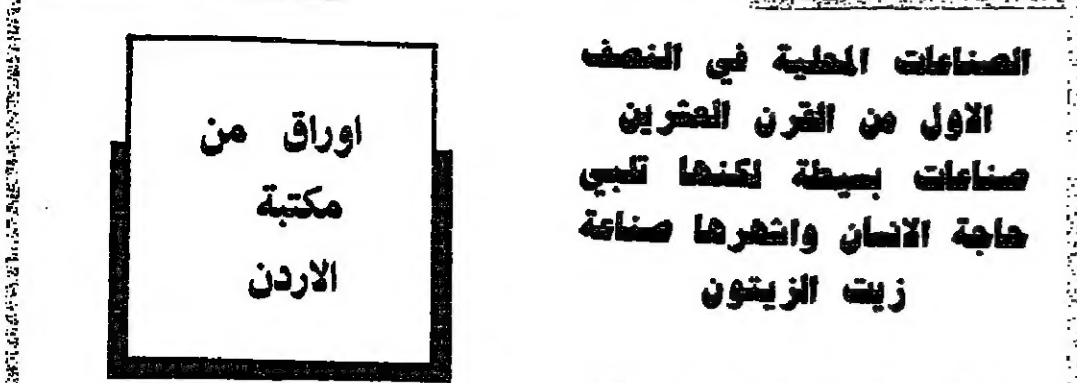 الصناعات المحلية في النصف
الاول من القرن العشرين
صناعات بسيطة لكنها تلبي
حاجة الانسان واشهرها صناعة
زيت الزيتون
اوراق من
مكتبة
الاردن